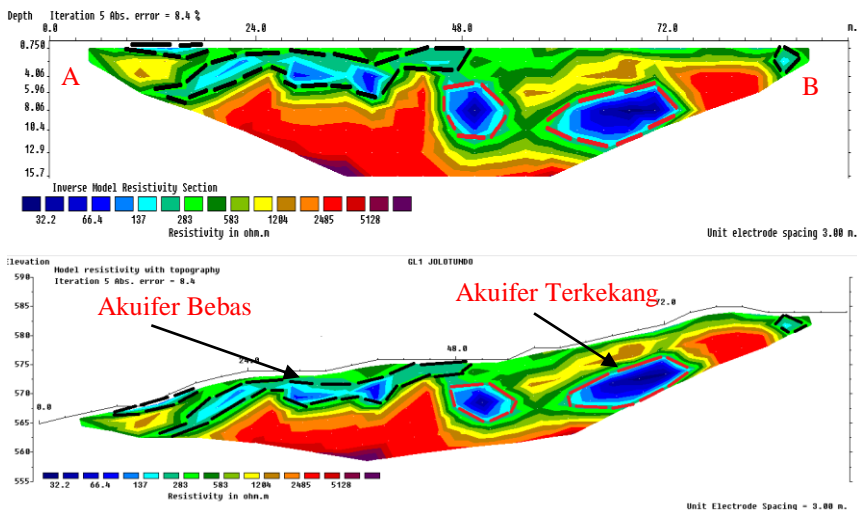 Depth Iteration 5 Abs. error = 8.4 %
0.0 24.0 48.0 72.0 m.
0.750
4.06
5.96
8.06
10.4
12.9
15.7
A
B
Inverse Model Resistivity Section
32.2 66.4 137 283 583 1204 2485 5128
Resistivity in ohm.m
Unit electrode spacing 3.00 m.
Elevation
GL1 JOLOTUNDO
Model resistivity with topography
Iteration 5 Abs. error = 8.4
590
585
580
575
570
565
560
555
Akuifer Bebas
Akuifer Terkekang
0.0 24.0 48.0 72.0
32.2 66.4 137 283 583 1204 2485 5128
Resistivity in ohm.m
Unit Electrode Spacing = 3.00 m.